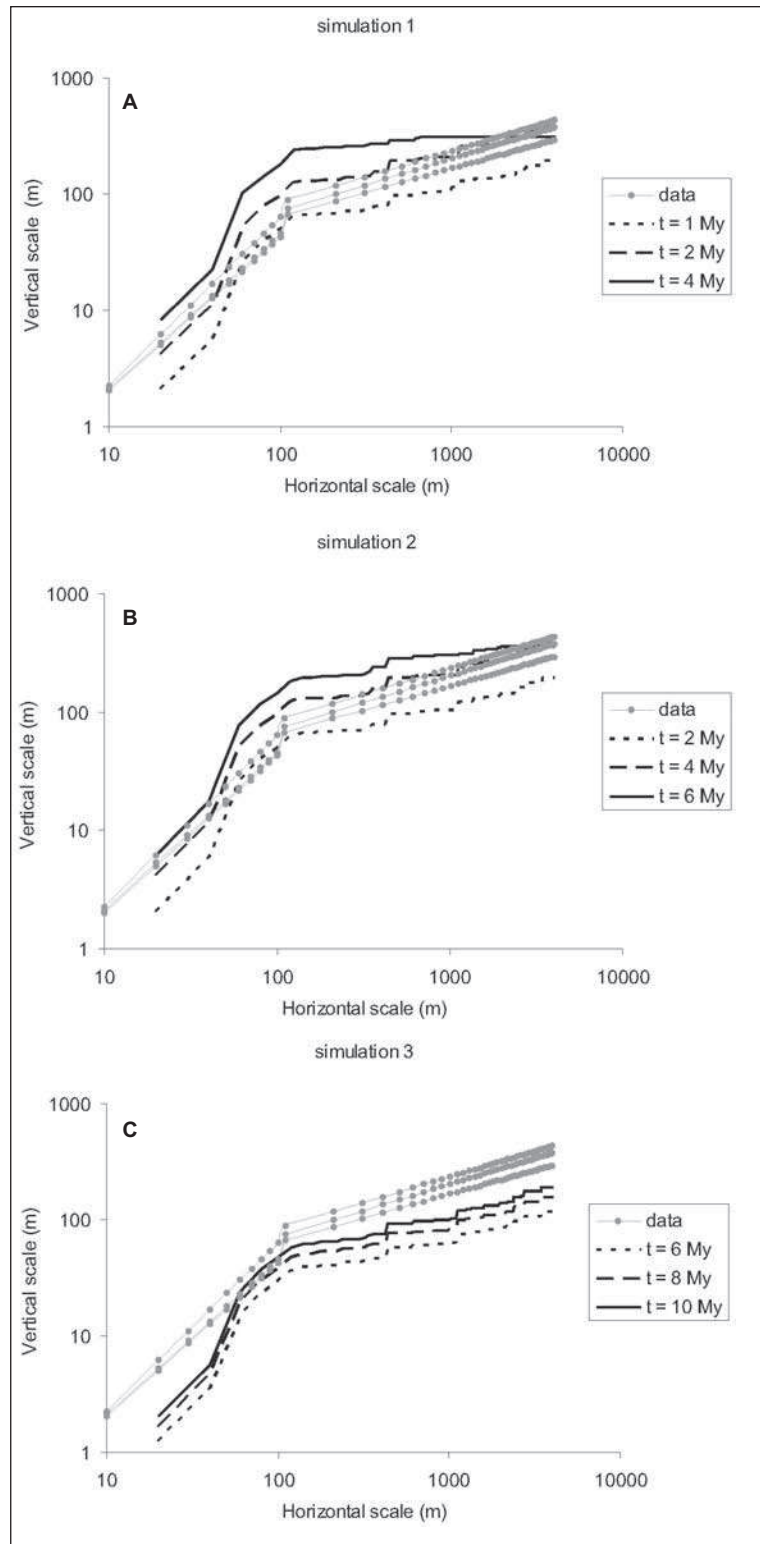 simulation 1
A
1000
100
10
1
Vertical scale (m)
10 100 1000 10000
Horizontal scale (m)
data
t = 1 My
t = 2 My
t = 4 My
simulation 2
B
1000
100
10
1
Vertical scale (m)
10 100 1000 10000
Horizontal scale (m)
data
t = 2 My
t = 4 My
t = 6 My
simulation 3
C
1000
100
10
1
Vertical scale (m)
10 100 1000 10000
Horizontal scale (m)
data
t = 6 My
t = 8 My
t = 10 My